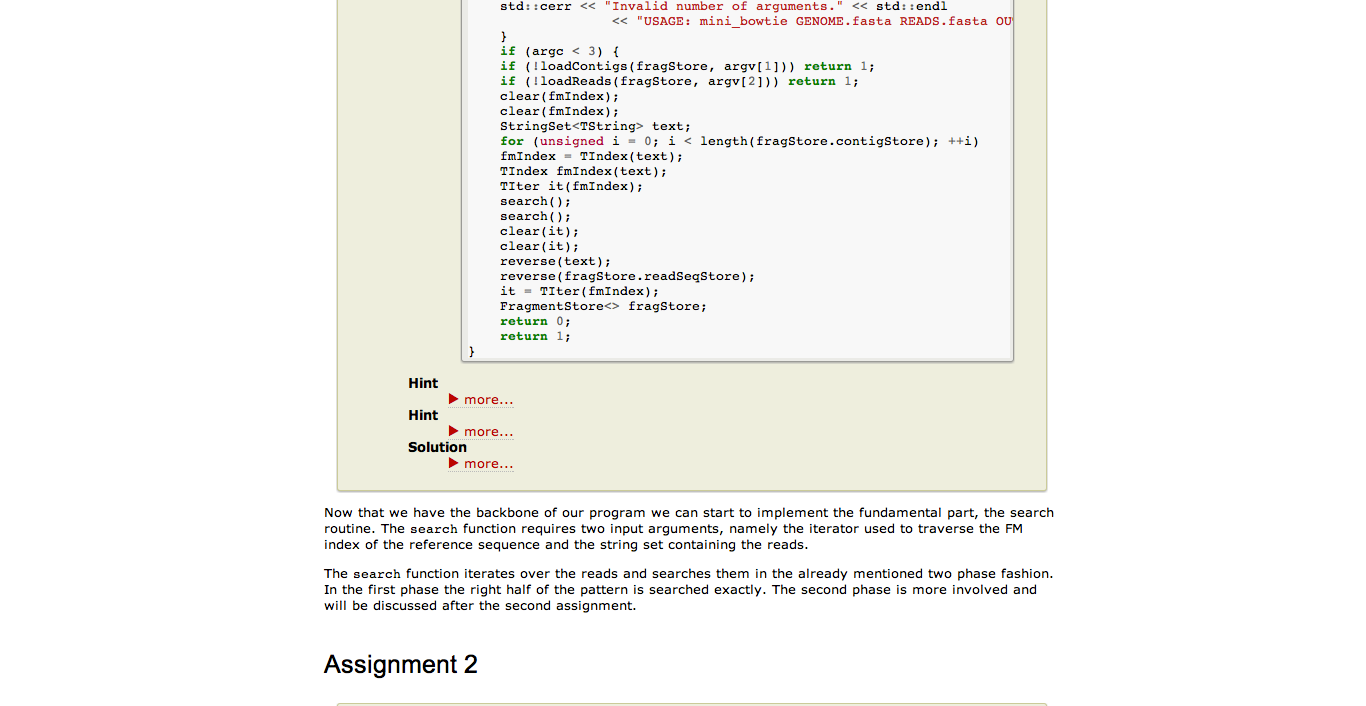 std::cerr << "Invalid number of arguments." << std::endl
<< "USAGE: mini_bowtie GENOME.fasta READS.fasta OU
}
if (argc < 3) {
if (!loadContigs(fragStore, argv[1])) return 1;
if (!loadReads(fragStore, argv[2])) return 1;
clear(fmIndex);
clear(fmIndex);
StringSet<TString> text;
for (unsigned i = 0; i < length(fragStore.contigStore); ++i)
fmIndex = TIndex(text);
TIndex fmIndex(text);
TIter it(fmIndex);
search();
search();
clear(it);
clear(it);
reverse(text);
reverse(fragStore.readSeqStore);
it = TIter(fmIndex);
FragmentStore<> fragStore;
return 0;
return 1;
}
Hint
▶ more...
Hint
▶ more...
Solution
▶ more...
Now that we have the backbone of our program we can start to implement the fundamental part, the search
routine. The search function requires two input arguments, namely the iterator used to traverse the FM
index of the reference sequence and the string set containing the reads.
The search function iterates over the reads and searches them in the already mentioned two phase fashion.
In the first phase the right half of the pattern is searched exactly. The second phase is more involved and
will be discussed after the second assignment.
Assignment 2